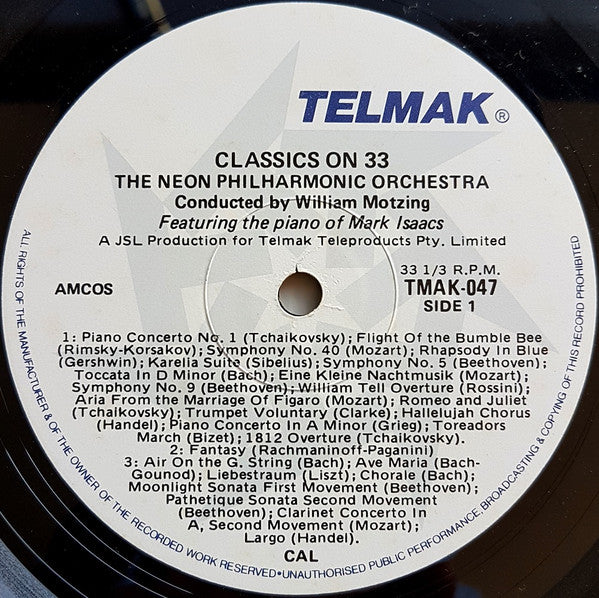 TELMAK®
CLASSICS ON 33
THE NEON PHILHARMONIC ORCHESTRA
Conducted by William Motzing
Featuring the piano of Mark Isaacs
A JSL Production for Telmak Teleproducts Pty. Limited
AMCOS
33 1/3 R.P.M.
TMAK-047
SIDE 1
1: Piano Concerto No. 1 (Tchaikovsky); Flight Of the Bumble Bee
(Rimsky-Korsakov); Symphony No. 40 (Mozart); Rhapsody In Blue
(Gershwin); Karelia Suite (Sibelius); Symphony No. 5 (Beethoven);
Toccata In D Minor (Bach); Eine Kleine Nachtmusik (Mozart);
Symphony No. 9 (Beethoven); William Tell Overture (Rossini);
Aria From the Marriage Of Figaro (Mozart); Romeo and Juliet
(Tchaikovsky); Trumpet Voluntary (Clarke); Hallelujah Chorus
(Handel); Piano Concerto In A Minor (Grieg); Toreadors
March (Bizet); 1812 Overture (Tchaikovsky).
2: Fantasy (Rachmaninoff-Paganini)
3: Air On the G. String (Bach); Ave Maria (Bach-
Gounod); Liebestraum (Liszt); Chorale (Bach);
Moonlight Sonata First Movement (Beethoven);
Pathetique Sonata Second Movement
(Beethoven); Clarinet Concerto In
A, Second Movement (Mozart);
Largo (Handel).
CAL
ALL RIGHTS OF THE MANUFACTURER & OF THE OWNER OF THE RECORDED WORK RESERVED•UNAUTHORISED PUBLIC PERFORMANCE, BROADCASTING & COPYING OF THIS RECORD PROHIBITED